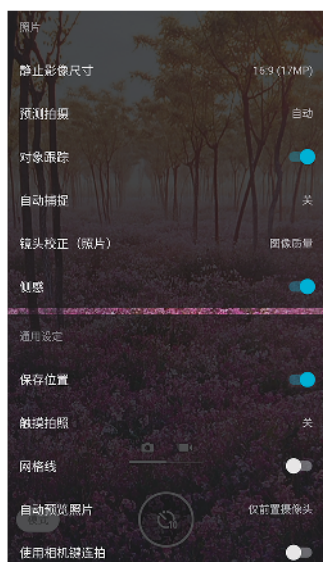 照片
静止影像尺寸 16:9 (17MP)
预测拍摄 自动
对象跟踪
自动捕捉 关
镜头校正（照片） 图像质量
侧感
通用设定
保存位置
触摸拍照 关
网格线
自动预览照片 仅前置摄像头
模式
使用相机键连拍